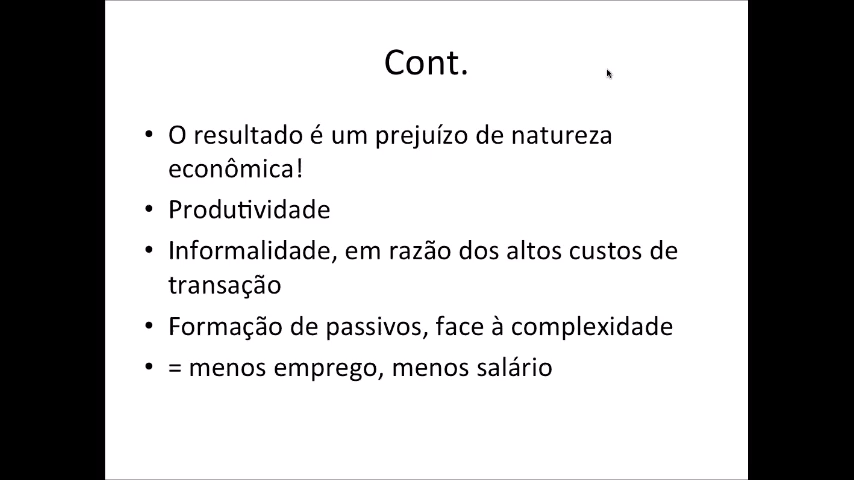 Cont.
• O resultado é um prejuízo de natureza
econômica!
• Produtividade
• Informalidade, em razão dos altos custos de
transação
• Formação de passivos, face à complexidade
• = menos emprego, menos salário